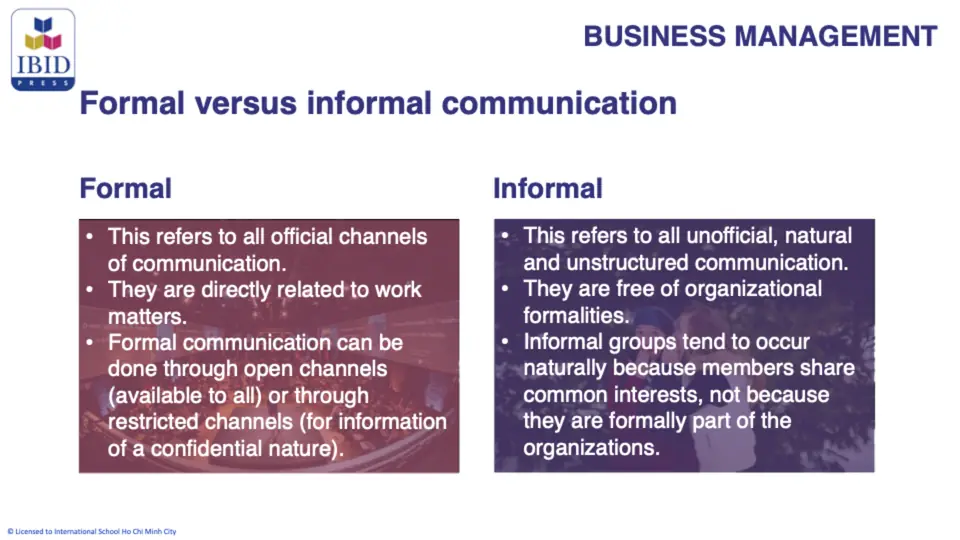 BUSINESS MANAGEMENT
IBID
PRESS
Formal versus informal communication
Formal
• This refers to all official channels
of communication.
• They are directly related to work
matters.
• Formal communication can be
done through open channels
(available to all) or through
restricted channels (for information
of a confidential nature).
Informal
• This refers to all unofficial, natural
and unstructured communication.
• They are free of organizational
formalities.
• Informal groups tend to occur
naturally because members share
common interests, not because
they are formally part of the
organizations.
© Licensed to International School Ho Chi Minh City